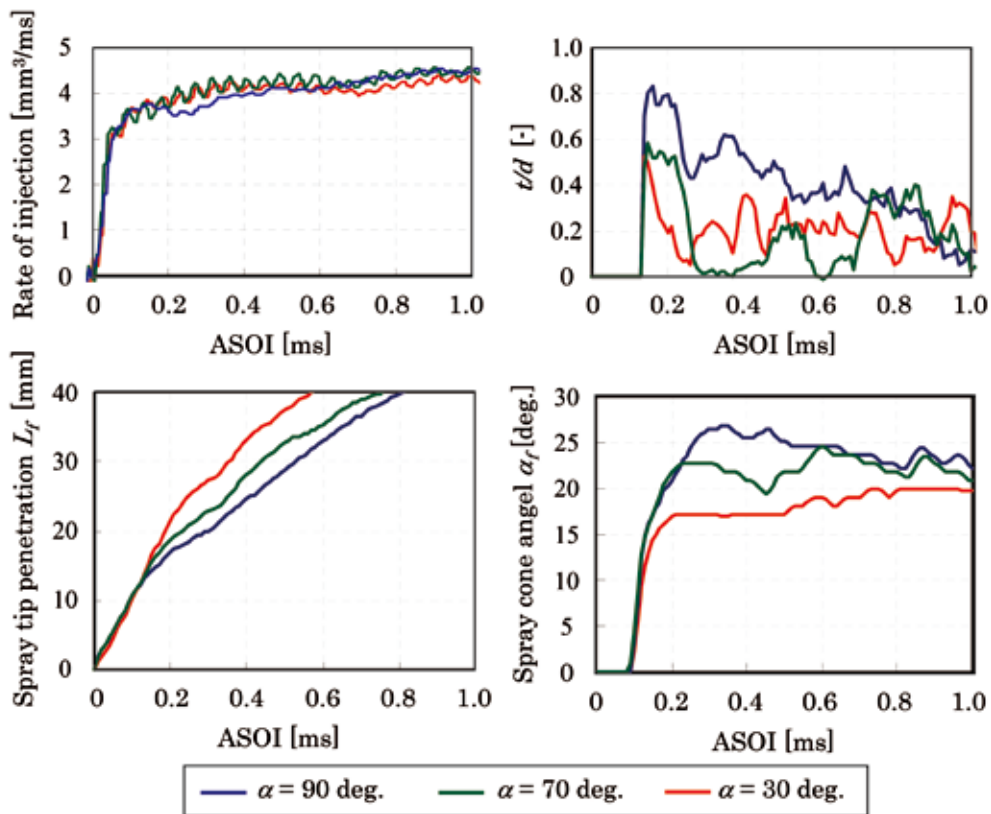 Rate of injection [mm³/ms]
5
4
3
2
1
0
0 0.2 0.4 0.6 0.8 1.0
ASOI [ms]
t/d [-]
1.0
0.8
0.6
0.4
0.2
0
0 0.2 0.4 0.6 0.8 1.0
ASOI [ms]
Spray tip penetration L_f [mm]
40
30
20
10
0
0 0.2 0.4 0.6 0.8 1.0
ASOI [ms]
Spray cone angel α_f [deg.]
30
25
20
15
10
5
0
0 0.2 0.4 0.6 0.8 1.0
ASOI [ms]
α = 90 deg. α = 70 deg. α = 30 deg.